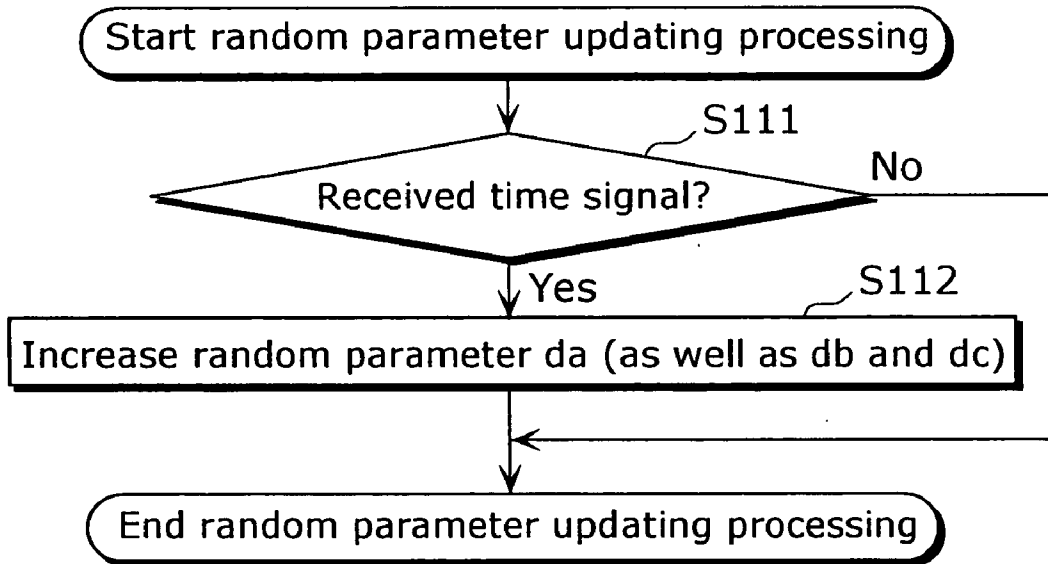 Start random parameter updating processing
S111
Received time signal?
No
Yes
S112
Increase random parameter da (as well as db and dc)
End random parameter updating processing